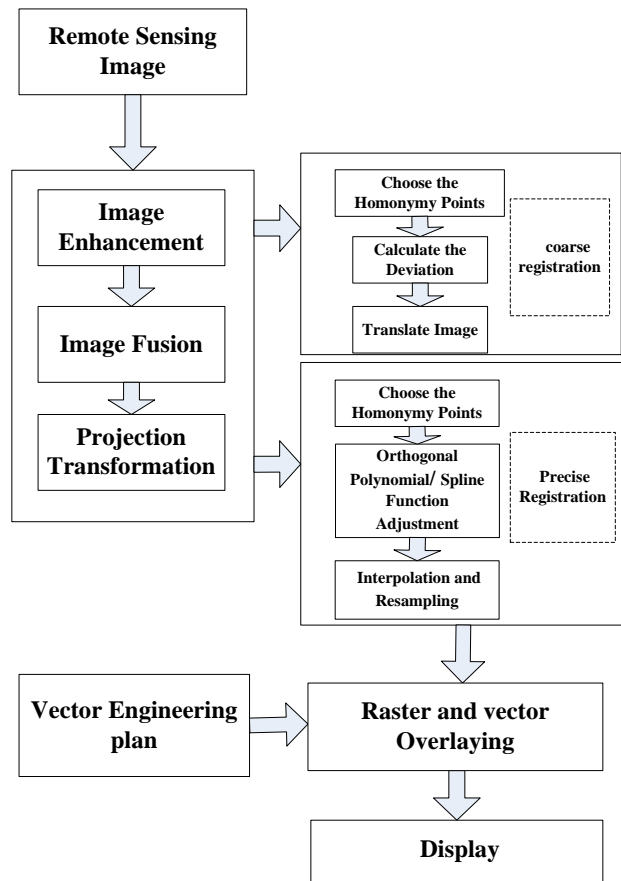 Remote Sensing
Image
Image
Enhancement
Image Fusion
Projection
Transformation
Choose the
Homonymy Points
Calculate the
Deviation
Translate Image
coarse
registration
Choose the
Homonymy Points
Orthogonal
Polynomial/ Spline
Function
Adjustment
Interpolation and
Resampling
Precise
Registration
Vector Engineering
plan
Raster and vector
Overlaying
Display